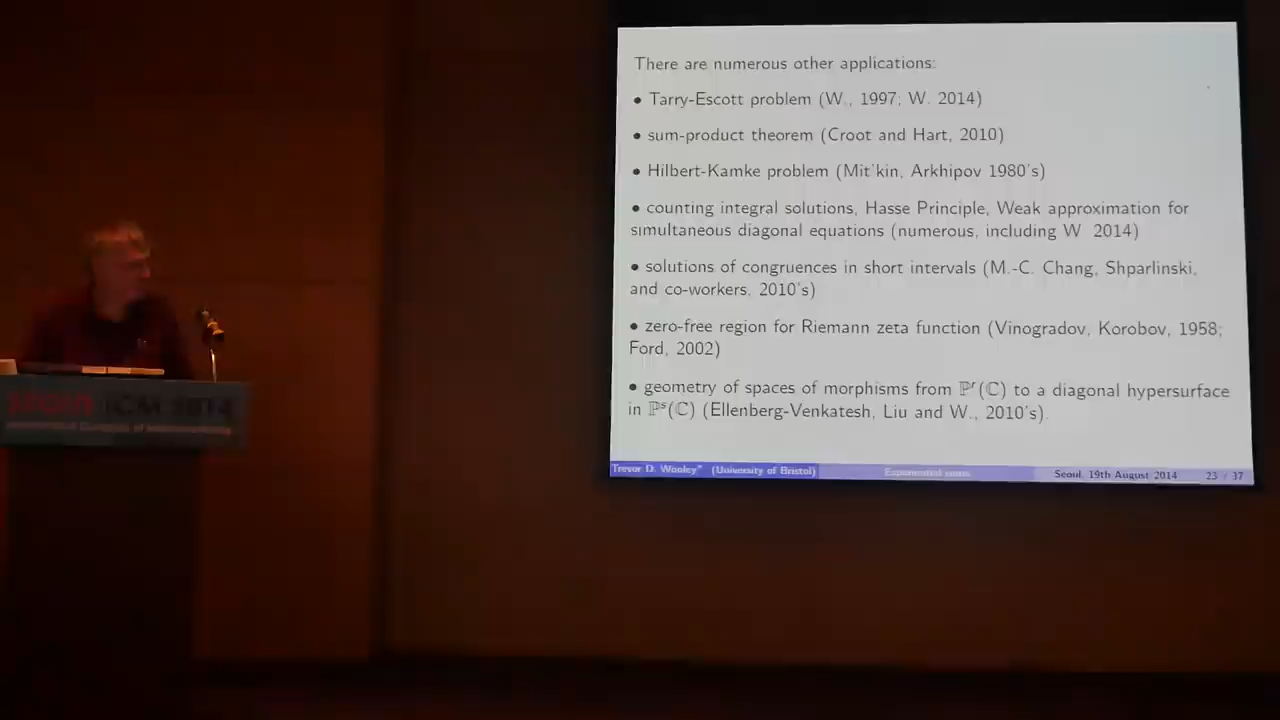 There are numerous other applications:
• Tarry-Escott problem (W., 1997; W. 2014)
• sum-product theorem (Croot and Hart, 2010)
• Hilbert-Kamke problem (Mit'kin, Arkhipov 1980's)
• counting integral solutions, Hasse Principle, Weak approximation for
simultaneous diagonal equations (numerous, including W 2014)
• solutions of congruences in short intervals (M.-C. Chang, Shparlinski,
and co-workers, 2010's)
• zero-free region for Riemann zeta function (Vinogradov, Korobov, 1958;
Ford, 2002)
• geometry of spaces of morphisms from ℙʳ(ℂ) to a diagonal hypersurface
in ℙˢ(ℂ) (Ellenberg-Venkatesh, Liu and W., 2010's).
Trevor D. Wooley* (University of Bristol) Exponential sums Seoul, 19th August 2014 23 / 37
ICM 2014